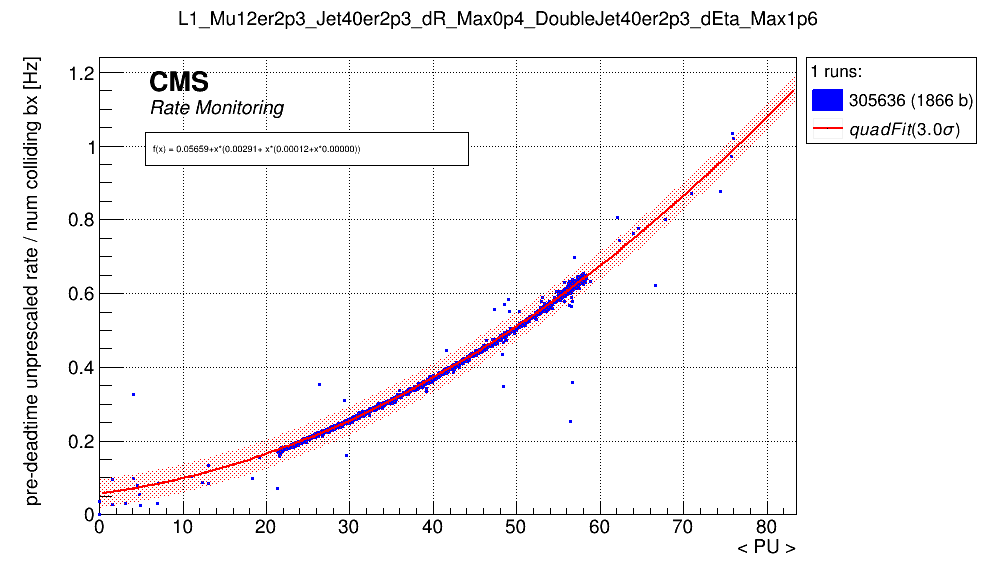 L1_Mu12er2p3_Jet40er2p3_dR_Max0p4_DoubleJet40er2p3_dEta_Max1p6
pre-deadtime unprescaled rate / num colliding bx [Hz]
CMS
Rate Monitoring
f(x) = 0.05659+x*(0.00291+ x*(0.00012+x*0.00000))
1 runs:
305636 (1866 b)
quadFit(3.0σ)
1.2
1
0.8
0.6
0.4
0.2
0
0 10 20 30 40 50 60 70 80
< PU >